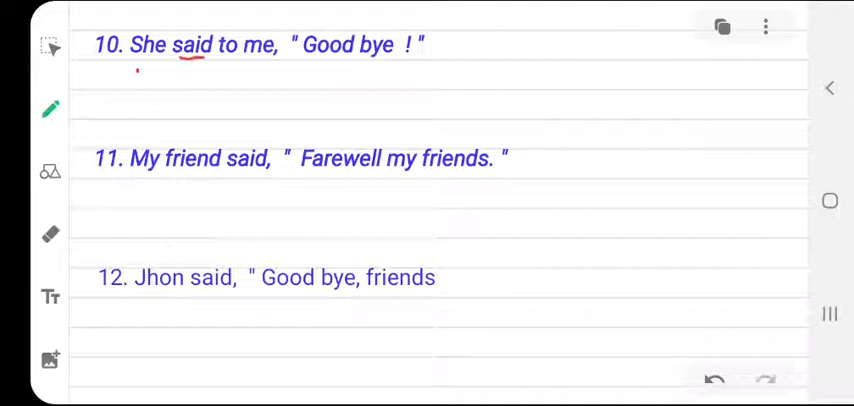 10. She said to me, " Good bye ! "
11. My friend said, " Farewell my friends. "
12. Jhon said, " Good bye, friends